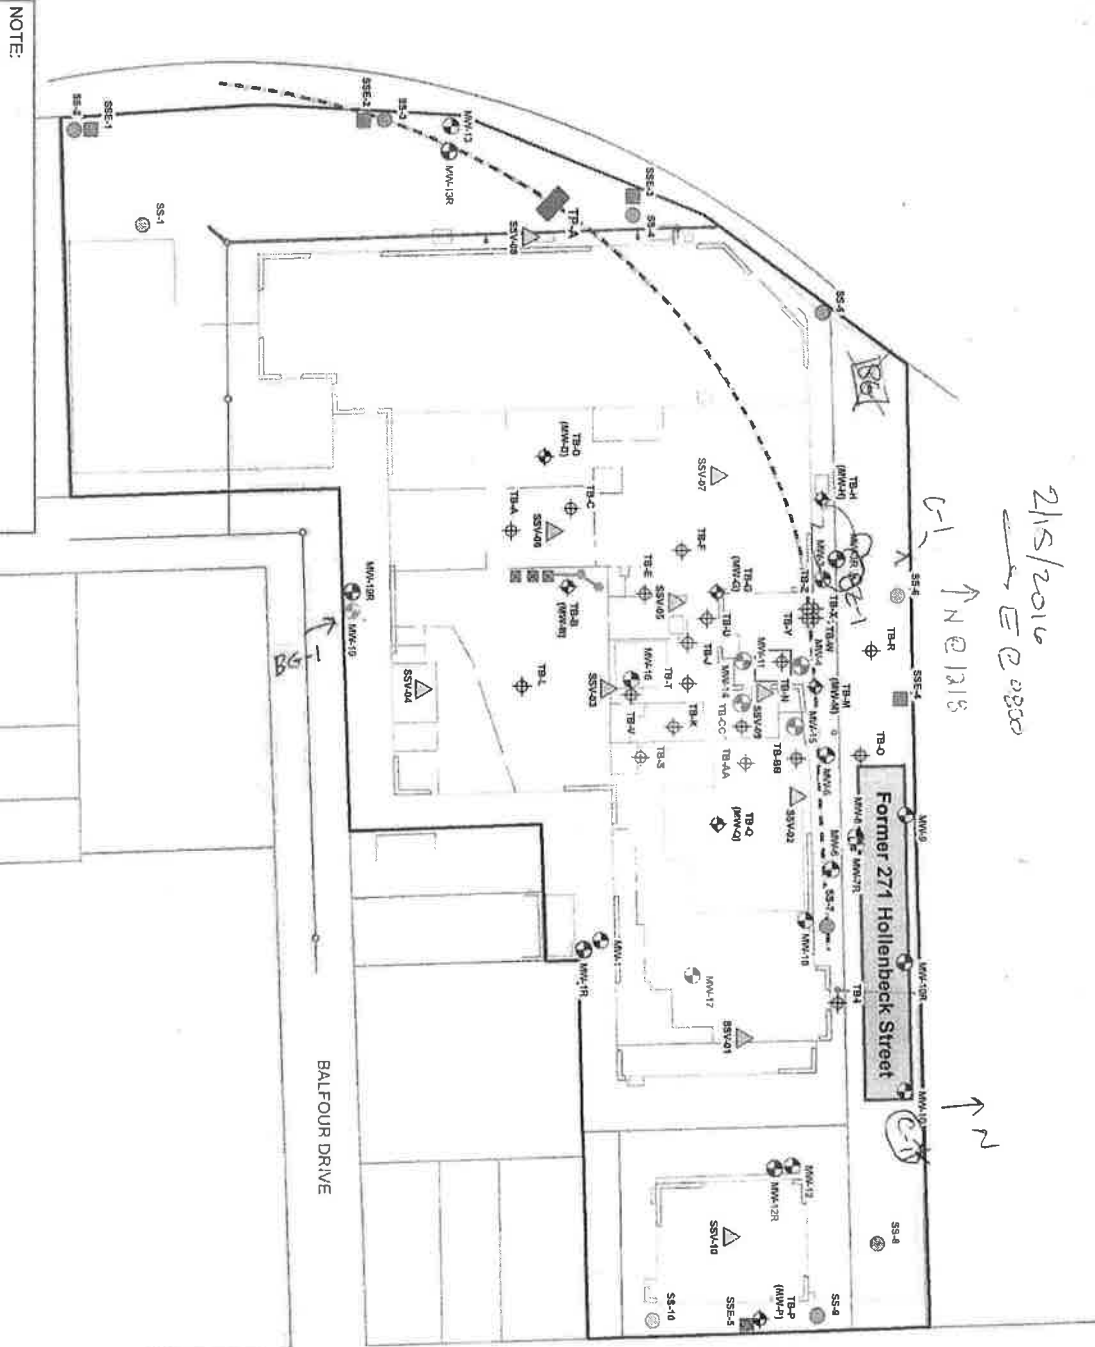 NOTE:
2/15/2016
→ E @ 0800
↑ N @ 1215
C-1
↑ N
SS-2
SSE-1
SSE-2
SS-3
MW-13
MW-13R
SS-1
SSE-3
SS-4
TP-A
SSV-08
SS-5
BG
TB-H
(MW-H)
SS-6
TB-R
SSE-4
TB-O
MW-9
Former 271 Hollenbeck Street
MW-10R
MW-10
SS-8
SS-9
TB-P
(MW-P)
SSE-5
SS-10
SSV-10
MW-12
MW-12R
TB-D
(MW-D)
TB-C
TB-A
SSV-06
SSV-07
TB-F
TB-E
SSV-05
TB-G
(MW-G)
TB-B
(MW-B)
TB-Z
TB-X
TB-W
TB-Y
TB-U
TB-J
MW-4
MW-11
TB-N
TB-M
(MW-M)
MW-14
MW-15
MW-16
TB-T
TB-K
TB-V
TB-S
SSV-03
TB-L
SSV-04
SSV-09
TB-CC
TB-AA
TB-BB
SSV-02
TB-Q
(MW-Q)
MW-5
MW-8
MW-7R
MW-6
SS-7
MW-18
TB4
MW-17
SSV-01
MW-1
MW-1R
MW-19R
MW-19
BG-1
BALFOUR DRIVE